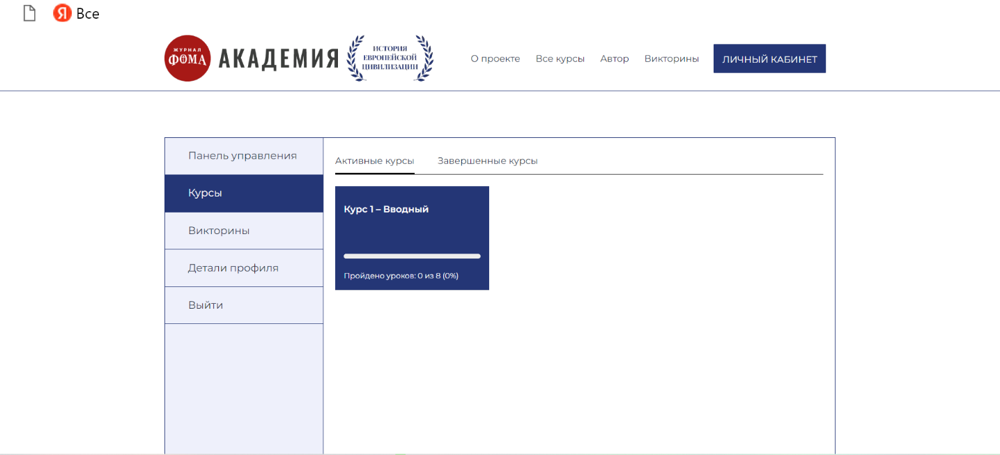 Все
ЖУРНАЛ
ФОМА
АКАДЕМИЯ
ИСТОРИЯ
ЕВРОПЕЙСКОЙ
ЦИВИЛИЗАЦИИ
О проекте
Все курсы
Автор
Викторины
ЛИЧНЫЙ КАБИНЕТ
Панель управления
Курсы
Викторины
Детали профиля
Выйти
Активные курсы
Завершенные курсы
Курс 1 – Вводный
Пройдено уроков: 0 из 8 (0%)